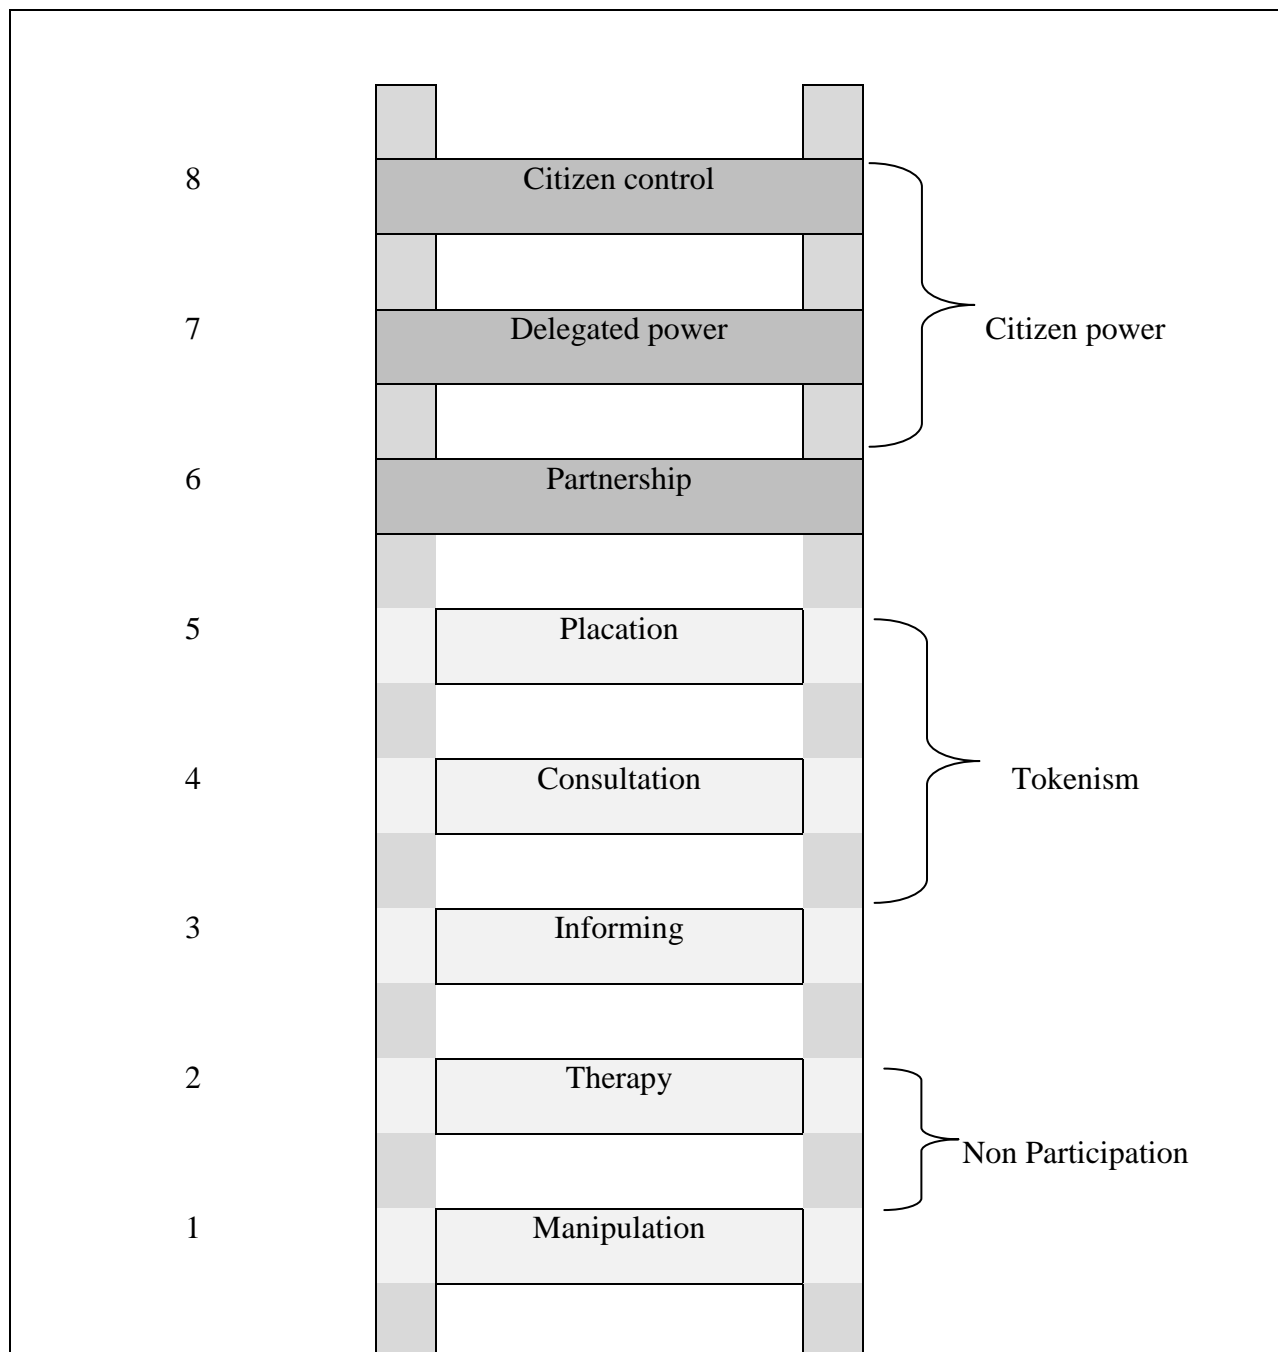 8 Citizen control
7 Delegated power Citizen power
6 Partnership
5 Placation
4 Consultation Tokenism
3 Informing
2 Therapy
Non Participation
1 Manipulation